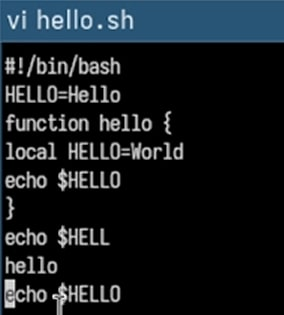 vi hello.sh
#!/bin/bash
HELLO=Hello
function hello {
local HELLO=World
echo $HELLO
}
echo $HELL
hello
echo $HELLO